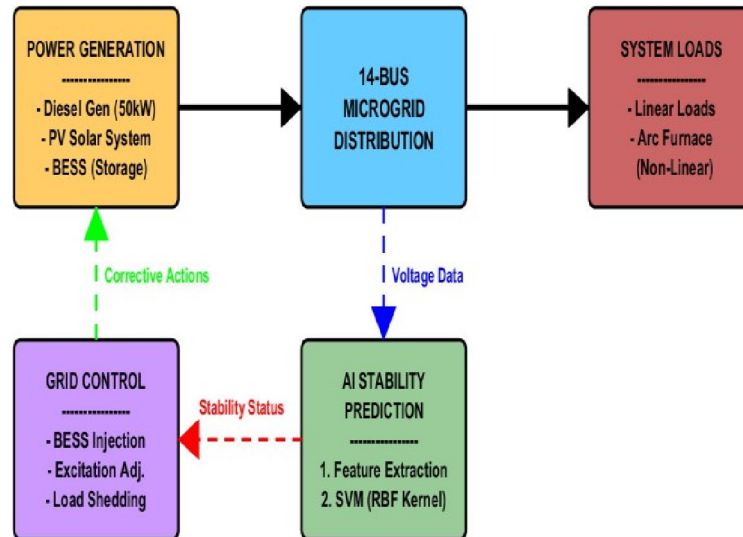 POWER GENERATION
----------------
- Diesel Gen (50kW)
- PV Solar System
- BESS (Storage)
14-BUS
MICROGRID
DISTRIBUTION
SYSTEM LOADS
----------------
- Linear Loads
- Arc Furnace
(Non-Linear)
Corrective Actions
Voltage Data
GRID CONTROL
----------------
- BESS Injection
- Excitation Adj.
- Load Shedding
Stability Status
AI STABILITY
PREDICTION
----------------
1. Feature Extraction
2. SVM (RBF Kernel)